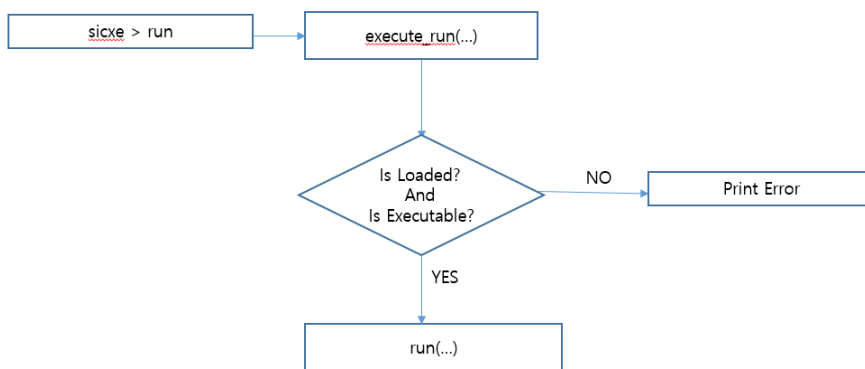 sicxe > run
execute_run(...)
Is Loaded?
And
Is Executable?
NO
Print Error
YES
run(...)